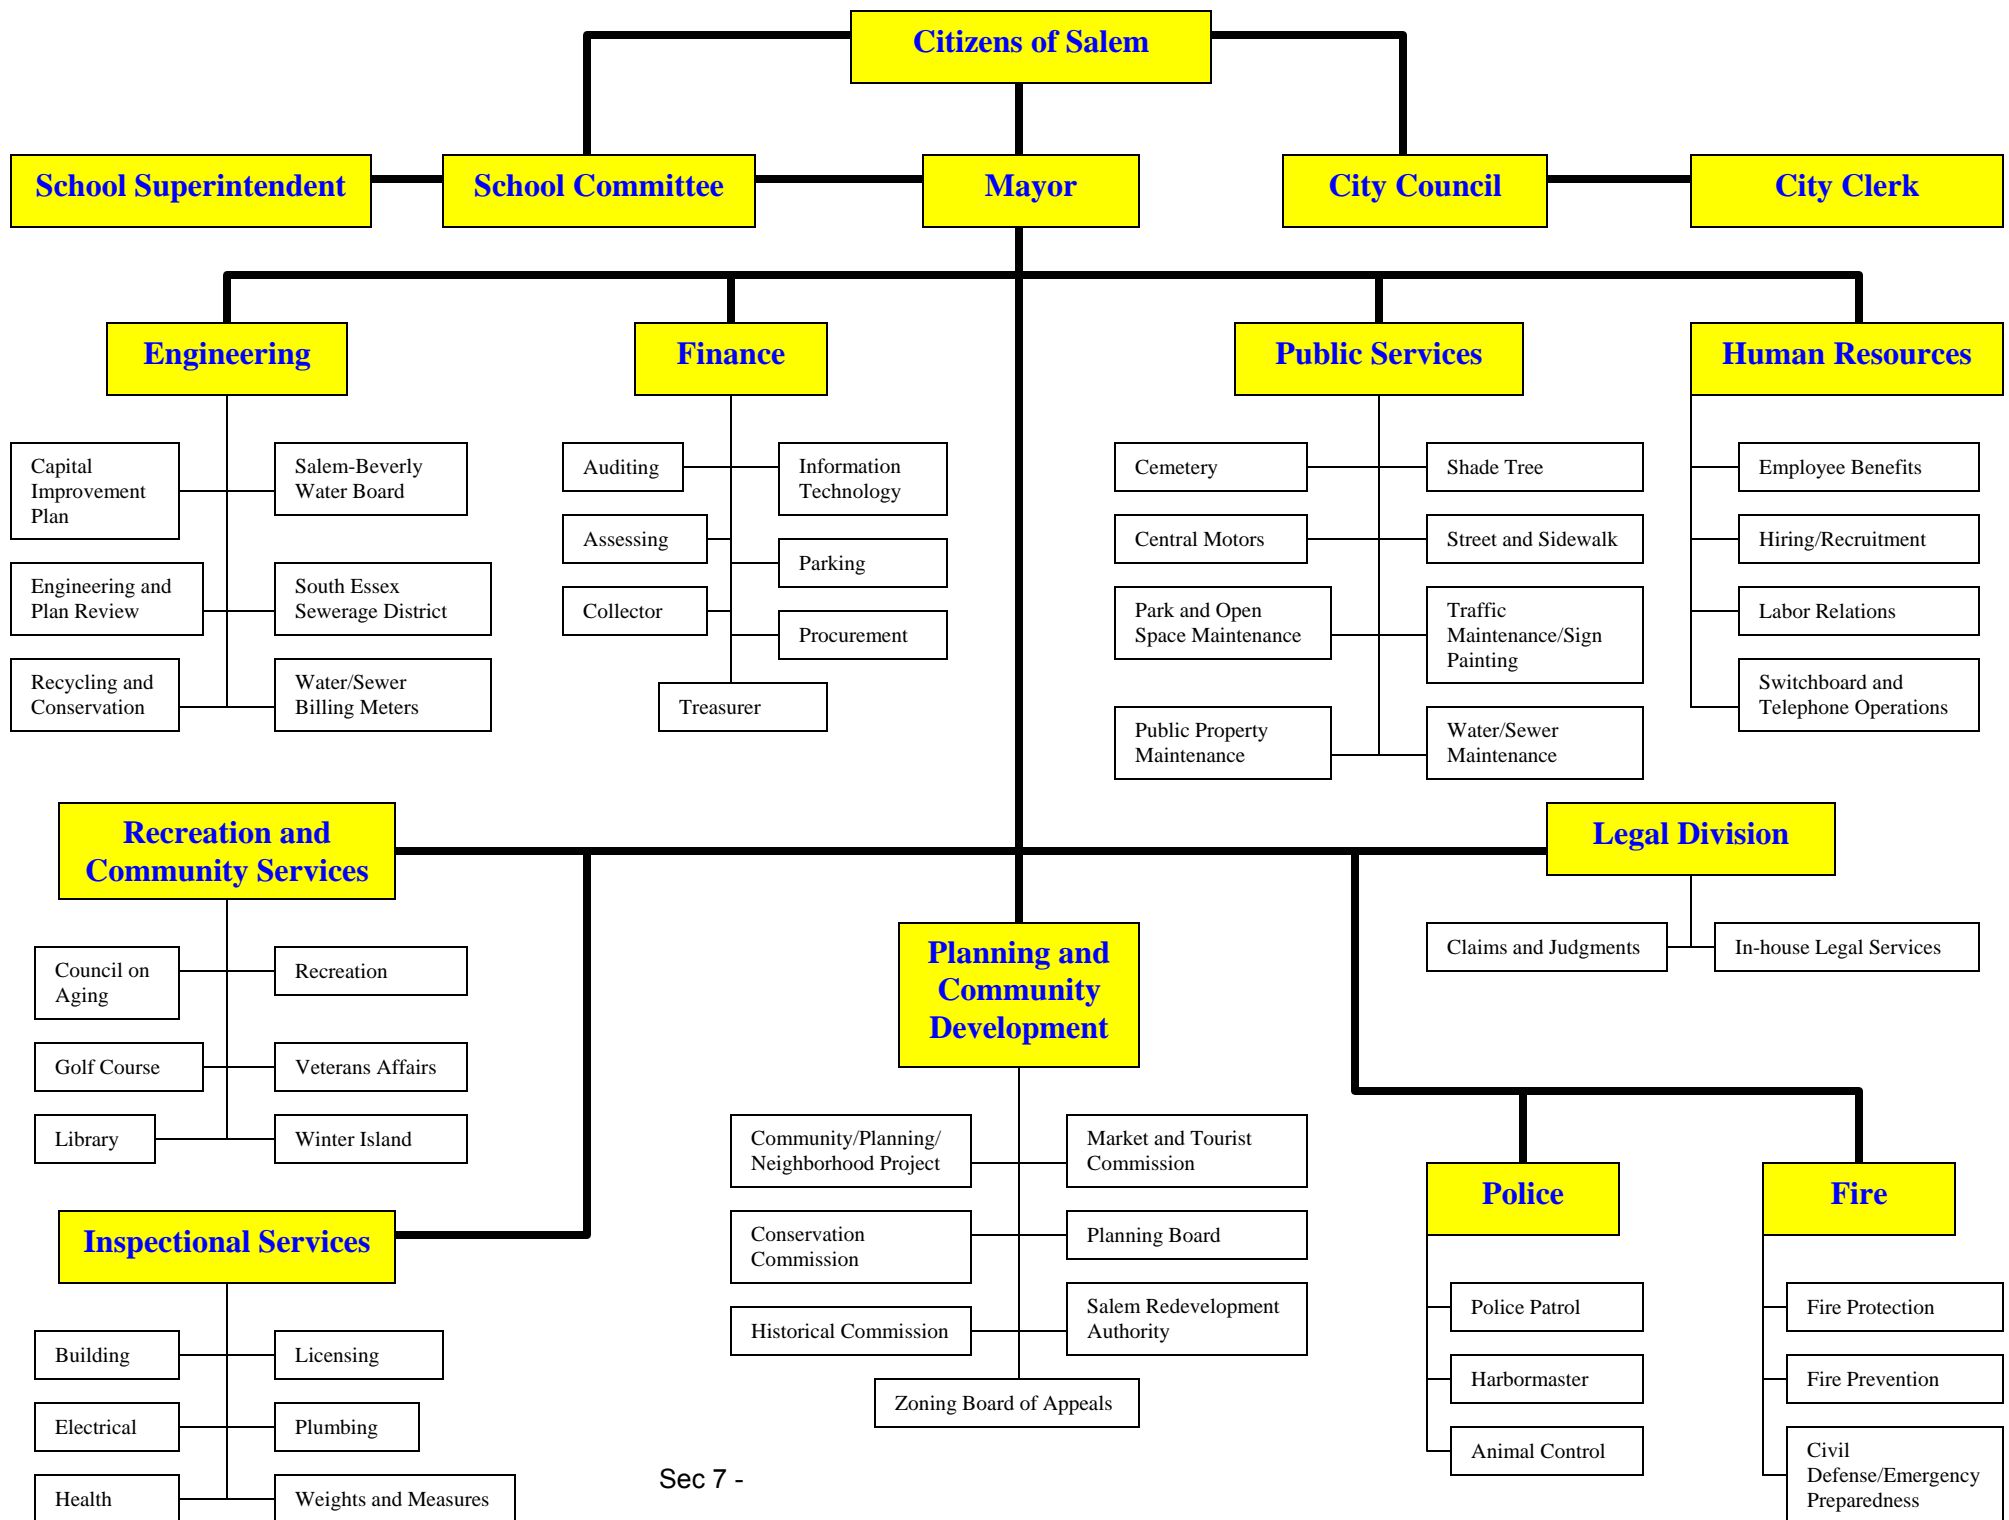 Citizens of Salem
School Superintendent
School Committee
Mayor
City Council
City Clerk
Engineering
Finance
Public Services
Human Resources
Capital
Improvement
Plan
Salem-Beverly
Water Board
Engineering and
Plan Review
South Essex
Sewerage District
Recycling and
Conservation
Water/Sewer
Billing Meters
Auditing
Information
Technology
Assessing
Parking
Collector
Procurement
Treasurer
Cemetery
Shade Tree
Central Motors
Street and Sidewalk
Park and Open
Space Maintenance
Traffic
Maintenance/Sign
Painting
Public Property
Maintenance
Water/Sewer
Maintenance
Employee Benefits
Hiring/Recruitment
Labor Relations
Switchboard and
Telephone Operations
Recreation and
Community Services
Legal Division
Council on
Aging
Recreation
Golf Course
Veterans Affairs
Library
Winter Island
Planning and
Community
Development
Claims and Judgments
In-house Legal Services
Community/Planning/
Neighborhood Project
Market and Tourist
Commission
Conservation
Commission
Planning Board
Historical Commission
Salem Redevelopment
Authority
Zoning Board of Appeals
Police
Fire
Police Patrol
Harbormaster
Animal Control
Fire Protection
Fire Prevention
Civil
Defense/Emergency
Preparedness
Inspectional Services
Building
Licensing
Electrical
Plumbing
Health
Weights and Measures
Sec 7 -